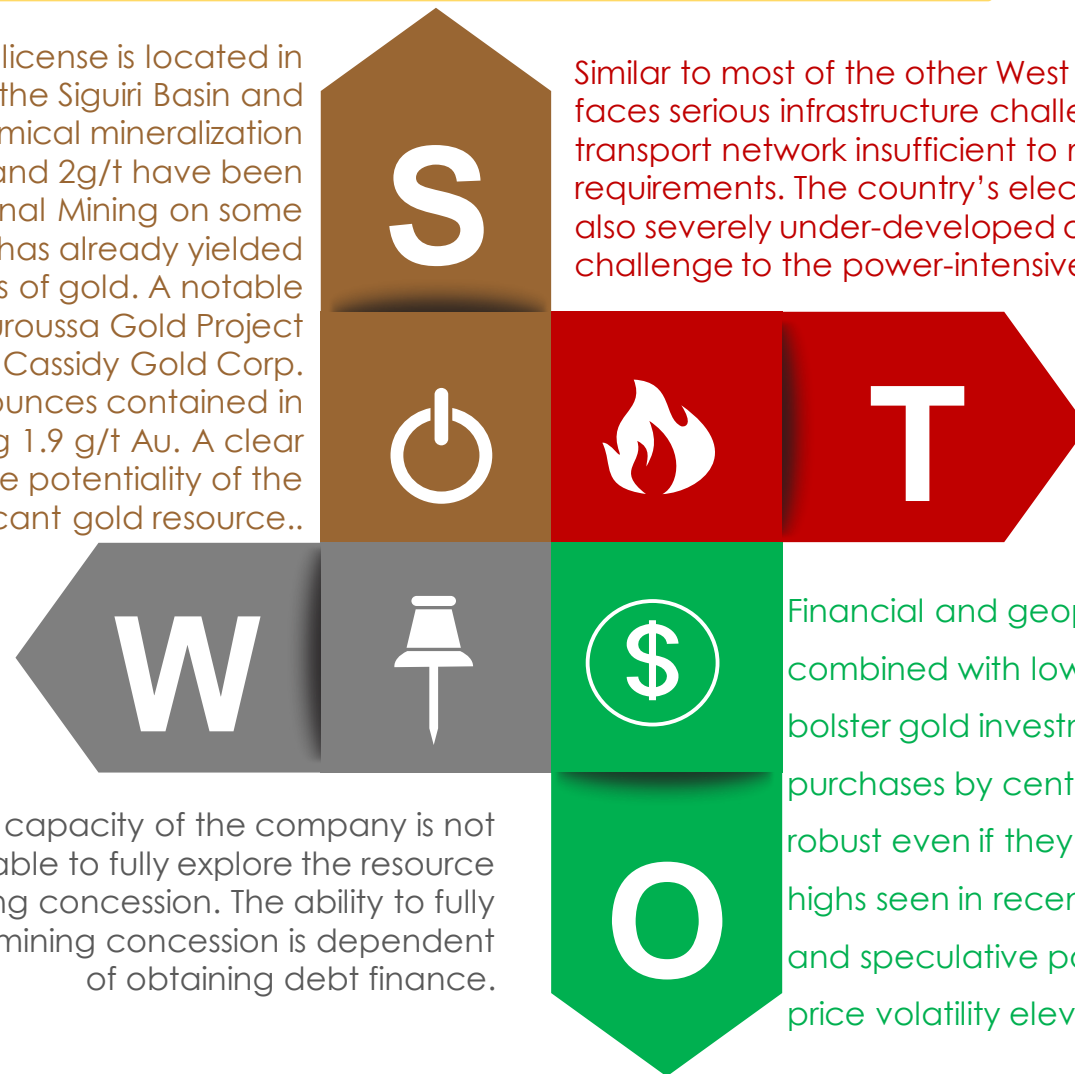 license is located in
the Siguiri Basin and
mical mineralization
and 2g/t have been
nal Mining on some
has already yielded
s of gold. A notable
uroussa Gold Project
Cassidy Gold Corp.
ounces contained in
g 1.9 g/t Au. A clear
e potentiality of the
cant gold resource..
S
Similar to most of the other West
faces serious infrastructure challe
transport network insufficient to
requirements. The country's elec
also severely under-developed
challenge to the power-intensive
T
W
capacity of the company is not
able to fully explore the resource
ng concession. The ability to fully
mining concession is dependent
of obtaining debt finance.
$
O
Financial and geo
combined with low
bolster gold invest
purchases by cent
robust even if they
highs seen in recen
and speculative po
price volatility elev